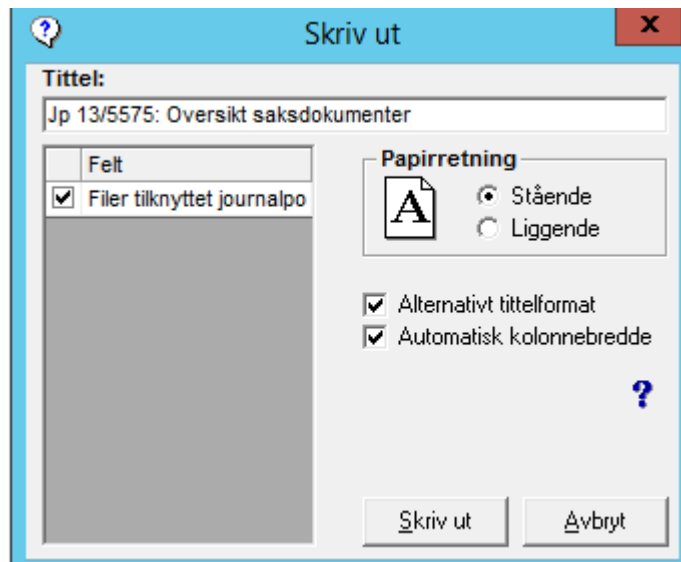 Skriv ut
x
Tittel:
Jp 13/5575: Oversikt saksdokumenter
Felt
Filer tilknyttet journalpo
Papirretning
A
Stående
Liggende
Alternativt tittelformat
Automatisk kolonnebredde
?
Skriv ut
Avbryt